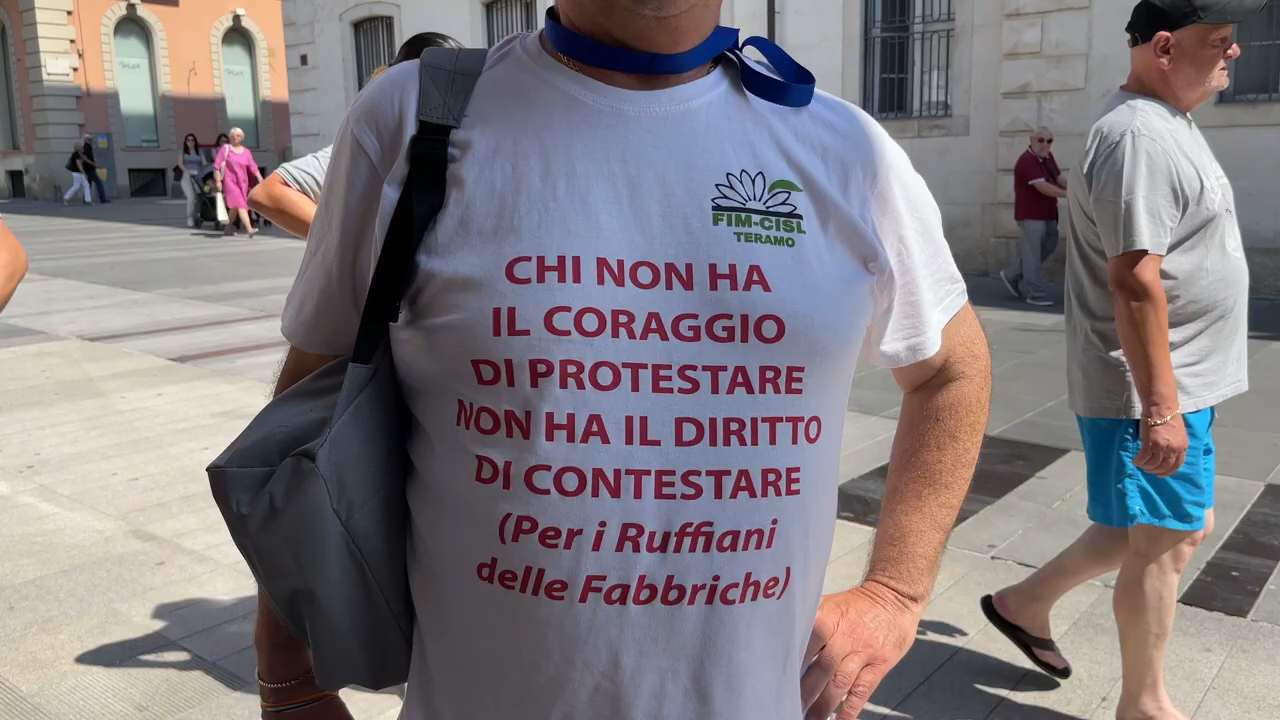 FIM-CISL
TERAMO
CHI NON HA
IL CORAGGIO
DI PROTESTARE
NON HA IL DIRITTO
DI CONTESTARE
(Per i Ruffiani
delle Fabbriche)